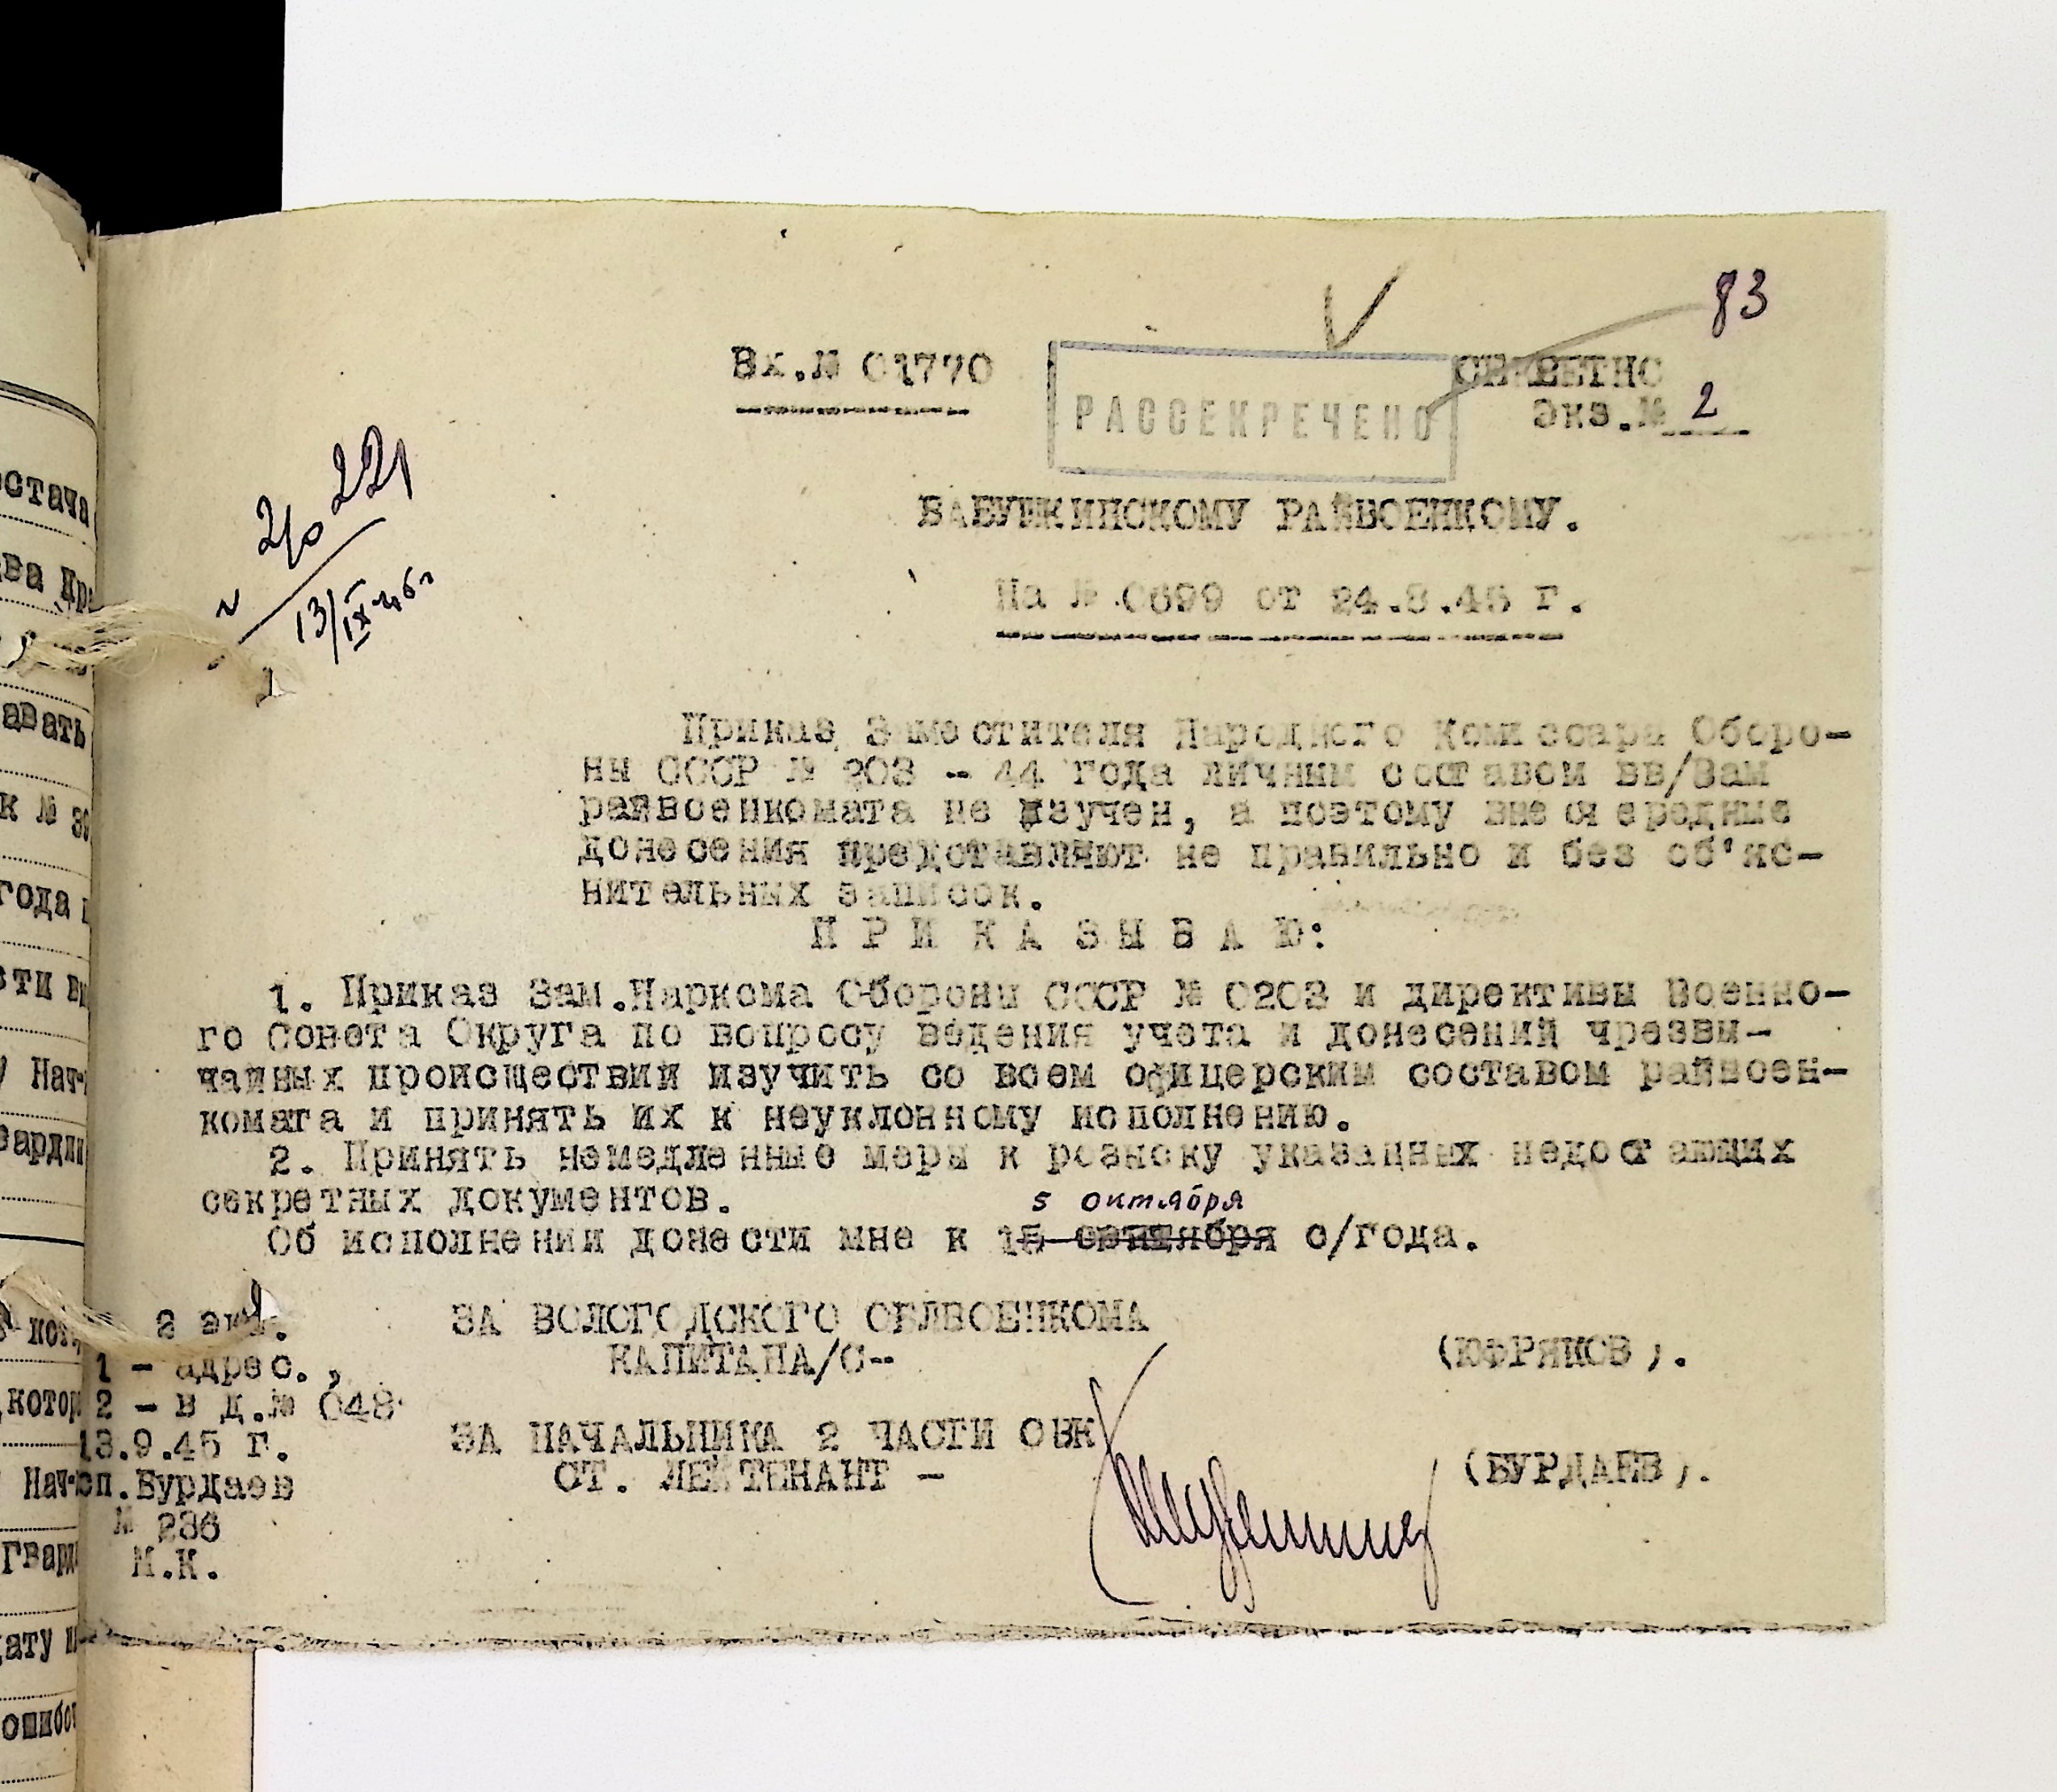 83
Вх.№ 01770
РАССЕКРЕЧЕНО
СЕКРЕТНО
Экз.№ 2
БАБУШКИНСКОМУ РАЙВОЕНКОМУ.
На № 0699 от 24.8.45 г.
13/IX-45г
Приказ Заместителя Народного Комиссара Оборо-
ны СССР № 203 - 44 года личным составом вв/Вам
райвоенкомата не изучен, а поэтому внеочередные
донесения представляют не правильно и без об'яс-
нительных записок.
П Р И К А З Ы В А Ю:
1. Приказ Зам.Наркома Обороны СССР № 0203 и директивы Военно-
го Совета Округа по вопросу ведения учета и донесений чрезвы-
чайных происшествий изучить со всем офицерским составом райвоен-
комата и принять их к неуклонному исполнению.
2. Принять немедленные меры к розыску указанных недостающих
секретных документов.
5 октября
Об исполнении донести мне к 15 сентября с/года.
2 экз.
1 - адрес.,
2 - в д.№ 048
13.9.45 г.
сп.Бурдаев
№ 236
М.К.
ЗА ВОЛОГОДСКОГО ОБЛВОЕНКОМА
КАПИТАНА/С-- (ЮФРЯКОВ).
ЗА НАЧАЛЬНИКА 2 ЧАСТИ ОВК
СТ. ЛЕЙТЕНАНТ - (БУРДАЕВ).